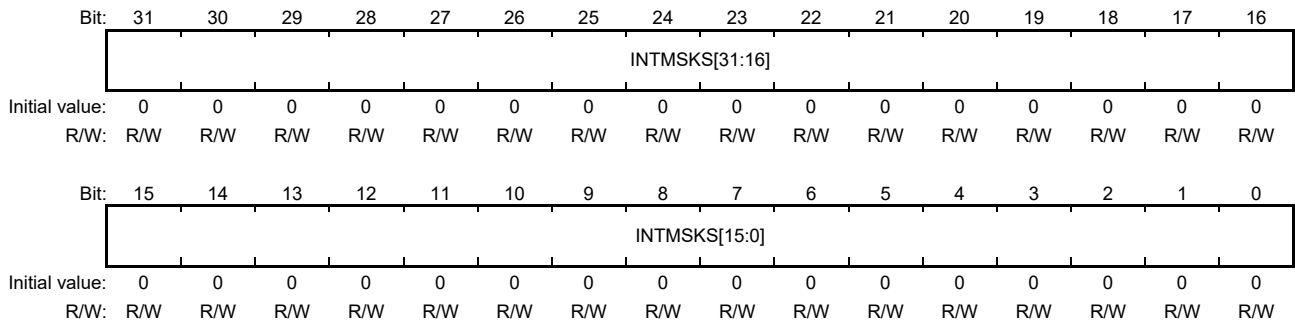 Bit: 31 30 29 28 27 26 25 24 23 22 21 20 19 18 17 16
INTMSKS[31:16]
Initial value: 0 0 0 0 0 0 0 0 0 0 0 0 0 0 0 0
R/W: R/W R/W R/W R/W R/W R/W R/W R/W R/W R/W R/W R/W R/W R/W R/W R/W
Bit: 15 14 13 12 11 10 9 8 7 6 5 4 3 2 1 0
INTMSKS[15:0]
Initial value: 0 0 0 0 0 0 0 0 0 0 0 0 0 0 0 0
R/W: R/W R/W R/W R/W R/W R/W R/W R/W R/W R/W R/W R/W R/W R/W R/W R/W